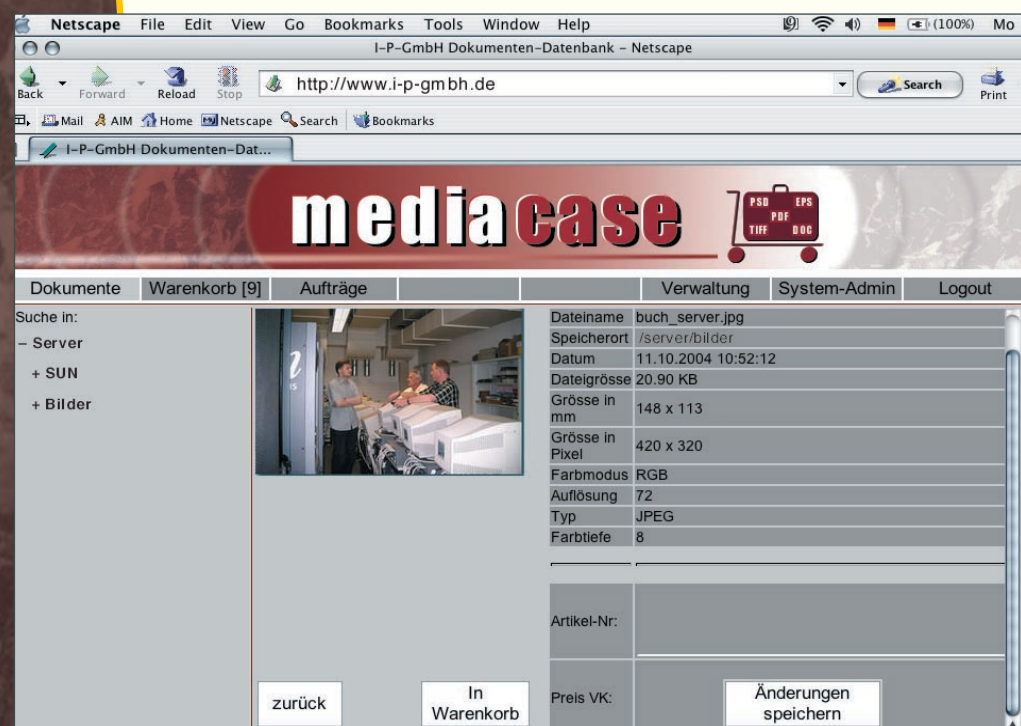 Netscape File Edit View Go Bookmarks Tools Window Help (100%) Mo
I-P-GmbH Dokumenten-Datenbank – Netscape
Back Forward Reload Stop http://www.i-p-gmbh.de Search Print
Mail AIM Home Netscape Search Bookmarks
I-P-GmbH Dokumenten-Dat...
mediacase
PSD EPS
PDF
TIFF DOC
Dokumente Warenkorb [9] Aufträge Verwaltung System-Admin Logout
Suche in:
– Server
+ SUN
+ Bilder
Dateiname buch_server.jpg
Speicherort /server/bilder
Datum 11.10.2004 10:52:12
Dateigrösse 20.90 KB
Grösse in
mm 148 x 113
Grösse in
Pixel 420 x 320
Farbmodus RGB
Auflösung 72
Typ JPEG
Farbtiefe 8
Artikel-Nr:
Preis VK:
zurück
In
Warenkorb
Änderungen
speichern